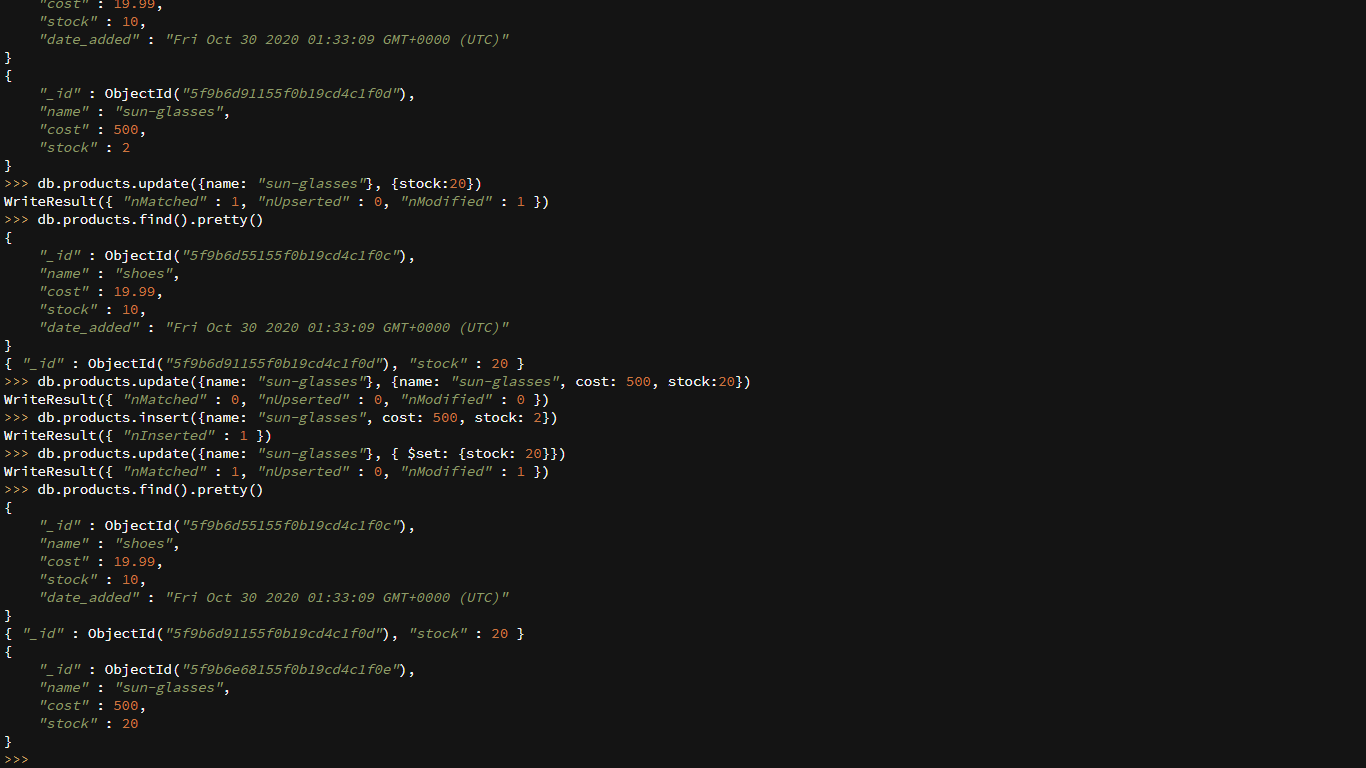 "cost" : 19.99,
    "stock" : 10,
    "date_added" : "Fri Oct 30 2020 01:33:09 GMT+0000 (UTC)"
}
{
    "_id" : ObjectId("5f9b6d91155f0b19cd4c1f0d"),
    "name" : "sun-glasses",
    "cost" : 500,
    "stock" : 2
}
>>> db.products.update({name: "sun-glasses"}, {stock:20})
WriteResult({ "nMatched" : 1, "nUpserted" : 0, "nModified" : 1 })
>>> db.products.find().pretty()
{
    "_id" : ObjectId("5f9b6d55155f0b19cd4c1f0c"),
    "name" : "shoes",
    "cost" : 19.99,
    "stock" : 10,
    "date_added" : "Fri Oct 30 2020 01:33:09 GMT+0000 (UTC)"
}
{ "_id" : ObjectId("5f9b6d91155f0b19cd4c1f0d"), "stock" : 20 }
>>> db.products.update({name: "sun-glasses"}, {name: "sun-glasses", cost: 500, stock:20})
WriteResult({ "nMatched" : 0, "nUpserted" : 0, "nModified" : 0 })
>>> db.products.insert({name: "sun-glasses", cost: 500, stock: 2})
WriteResult({ "nInserted" : 1 })
>>> db.products.update({name: "sun-glasses"}, { $set: {stock: 20}})
WriteResult({ "nMatched" : 1, "nUpserted" : 0, "nModified" : 1 })
>>> db.products.find().pretty()
{
    "_id" : ObjectId("5f9b6d55155f0b19cd4c1f0c"),
    "name" : "shoes",
    "cost" : 19.99,
    "stock" : 10,
    "date_added" : "Fri Oct 30 2020 01:33:09 GMT+0000 (UTC)"
}
{ "_id" : ObjectId("5f9b6d91155f0b19cd4c1f0d"), "stock" : 20 }
{
    "_id" : ObjectId("5f9b6e68155f0b19cd4c1f0e"),
    "name" : "sun-glasses",
    "cost" : 500,
    "stock" : 20
}
>>>